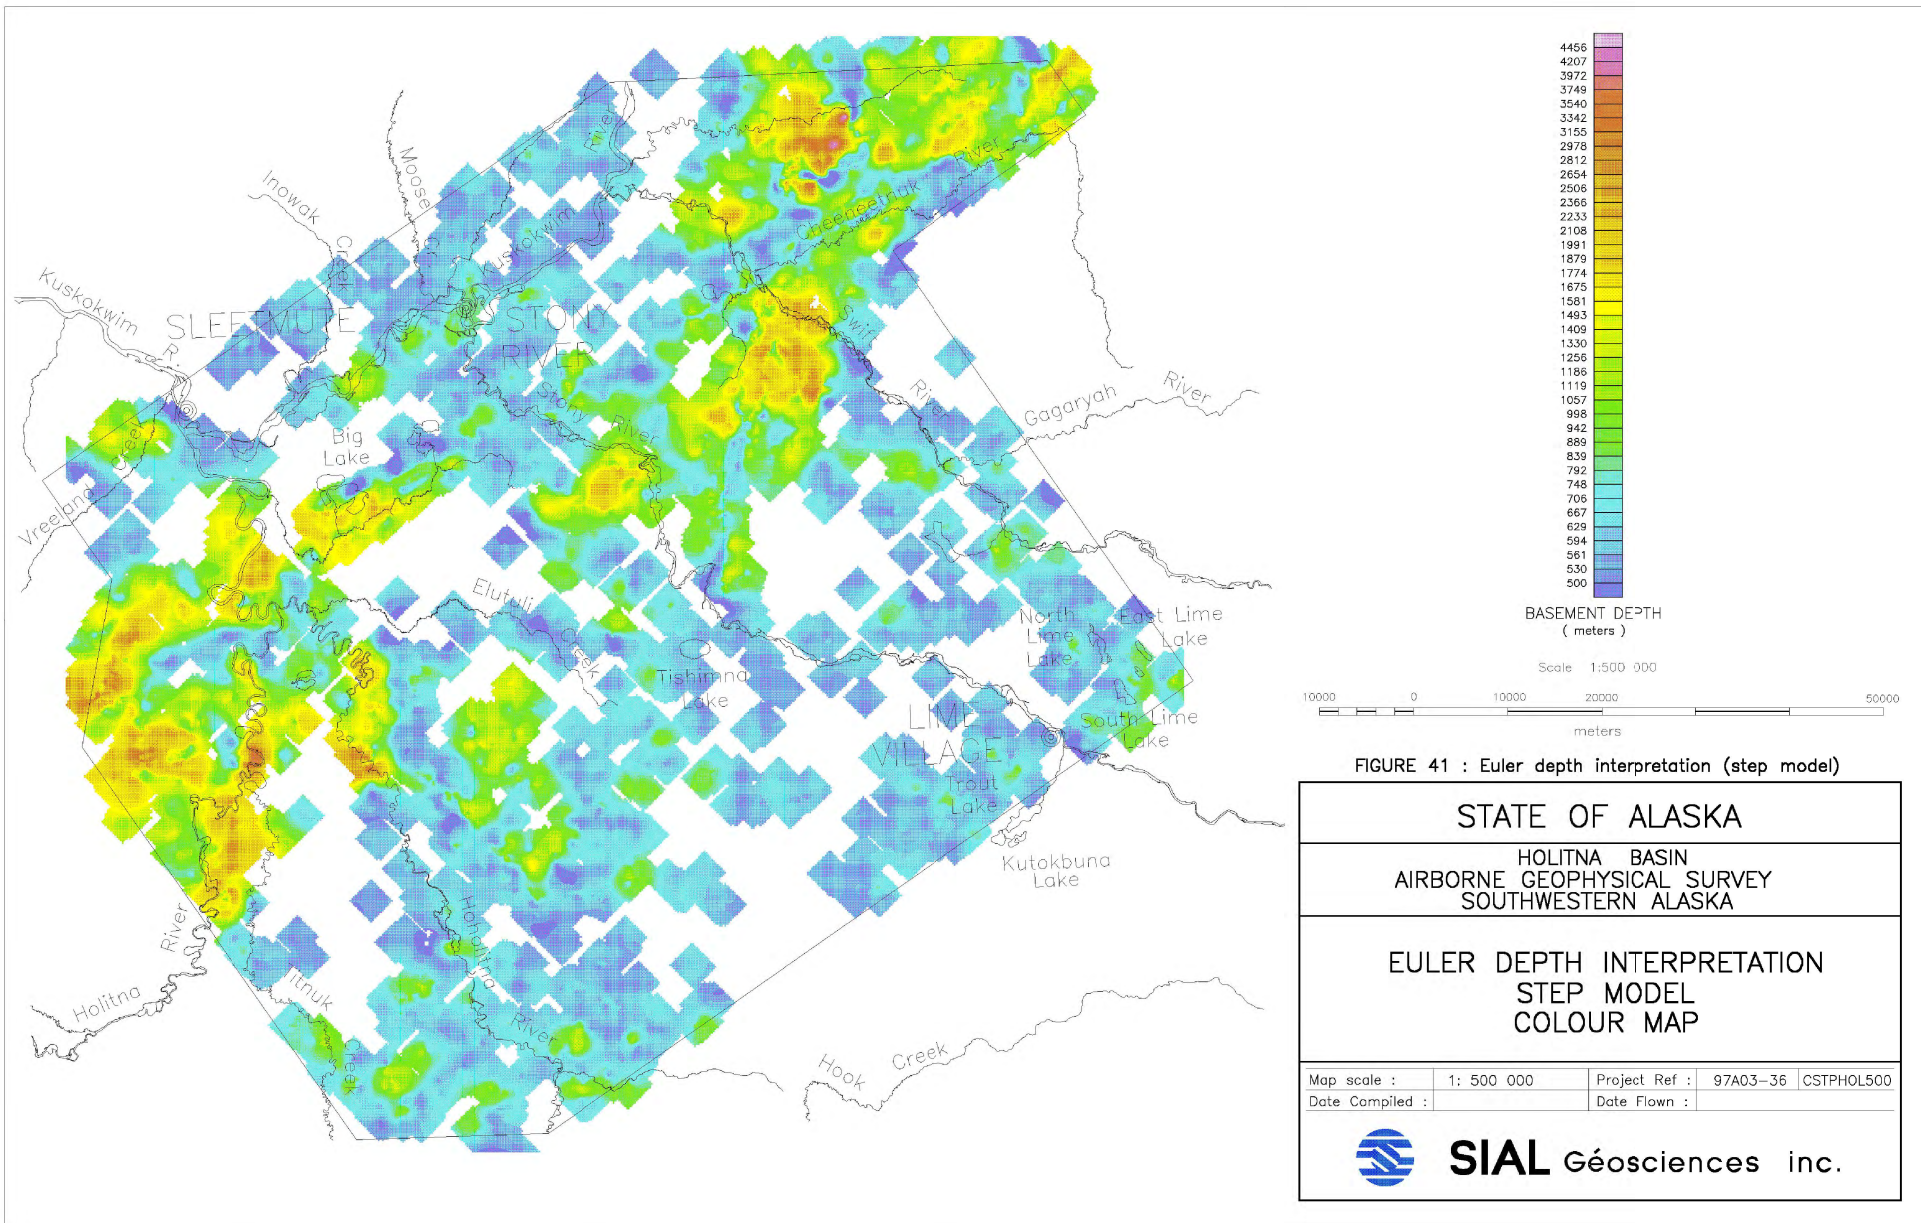 4456
4207
3972
3749
3540
3342
3155
2978
2812
2654
2506
2366
2233
2108
1991
1879
1774
1675
1581
1493
1409
1330
1256
1186
1119
1057
998
942
889
839
792
748
706
667
629
594
561
530
500
BASEMENT DEPTH
( meters )
Scale 1:500 000
10000 0 10000 20000 50000
meters
FIGURE 41 : Euler depth interpretation (step model)
STATE OF ALASKA
HOLITNA BASIN
AIRBORNE GEOPHYSICAL SURVEY
SOUTHWESTERN ALASKA
EULER DEPTH INTERPRETATION
STEP MODEL
COLOUR MAP
Map scale : 1: 500 000 Project Ref : 97A03-36 CSTPHOL500
Date Compiled : Date Flown :
SIAL Géosciences inc.
River
Moose
Cr.
Inowak
Creek
Kuskokwim
River
Cheeneetnuk
Kuskokwim
R.
SLEETMUTE
STONY
RIVER
Swift
River
Gagaryah
River
Stony
River
Big
Lake
Vreeland
Creek
Elutuli
Creek
North
Lime
Lake
East Lime
Lake
Tishimna
Lake
LIME
VILLAGE
South Lime
Lake
Trout
Lake
Kutokbuna
Lake
Holitna
River
Itnuk
Creek
Hoholitna
River
Hook
Creek